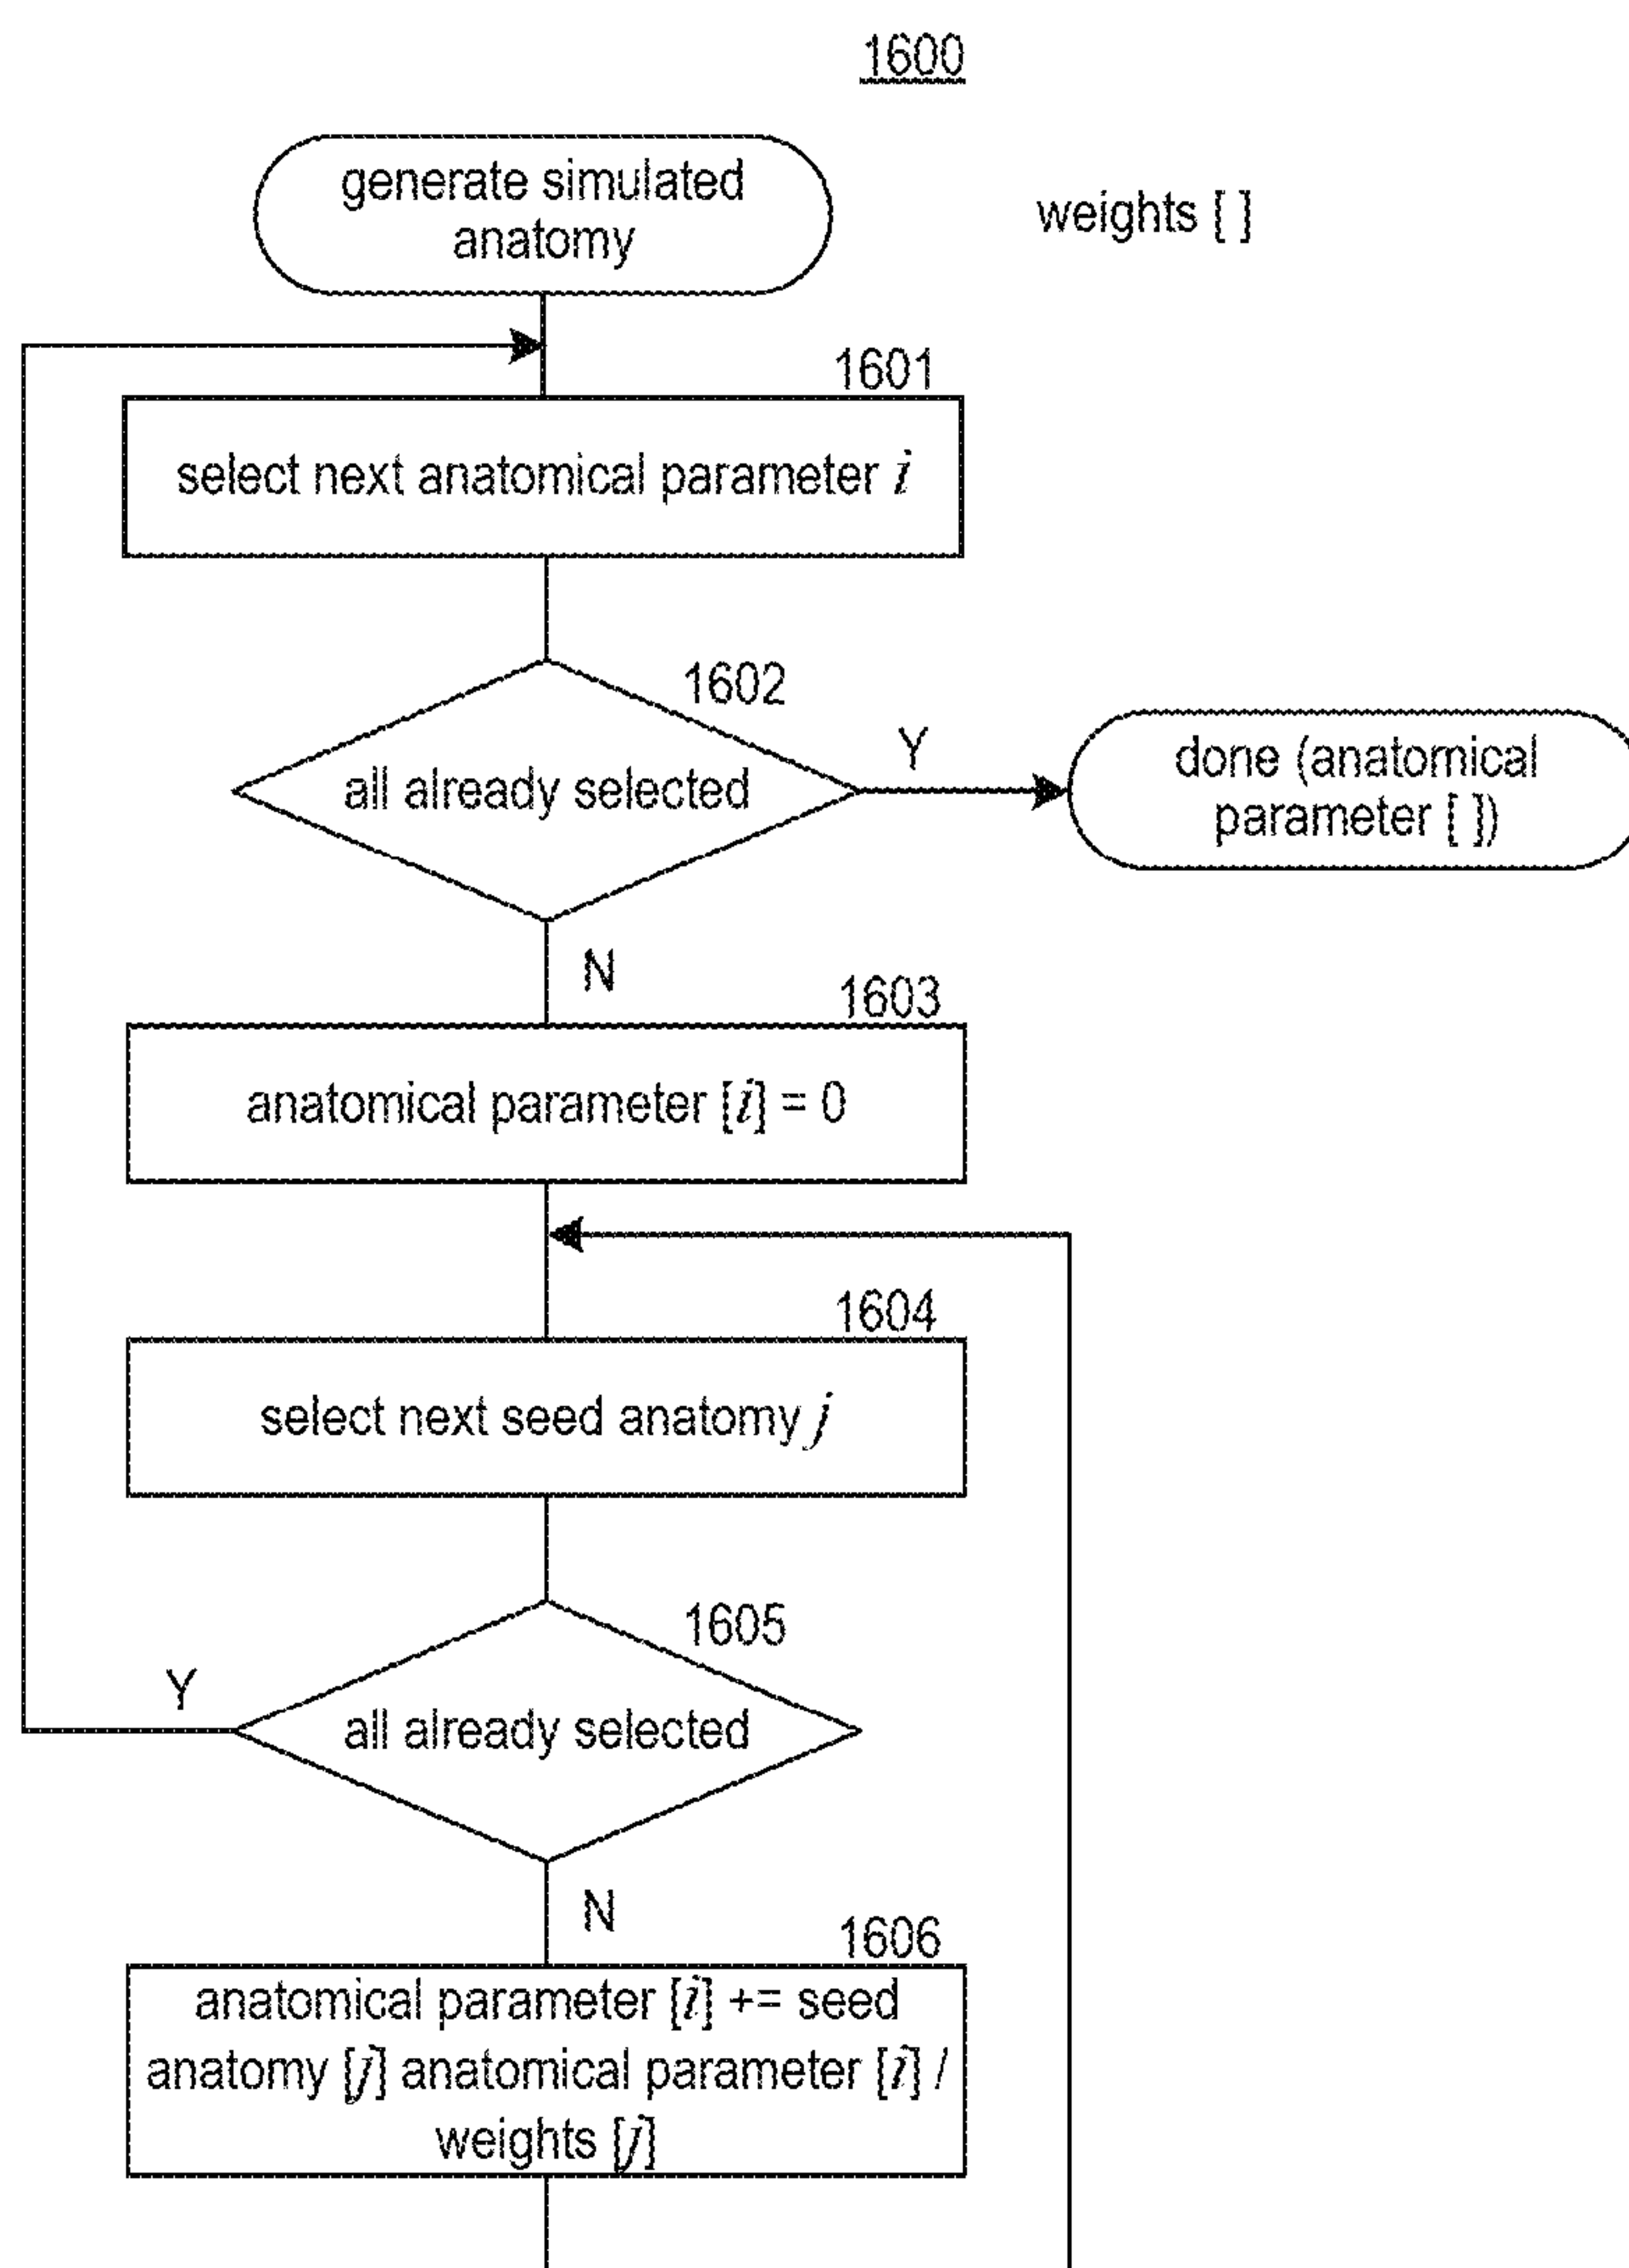 1600
generate simulated
anatomy
weights [ ]
1601
select next anatomical parameter i
1602
all already selected
Y
done (anatomical
parameter [ ])
N
1603
anatomical parameter [i] = 0
1604
select next seed anatomy j
1605
Y
all already selected
N
1606
anatomical parameter [i] += seed
anatomy [j] anatomical parameter [i] /
weights [j]